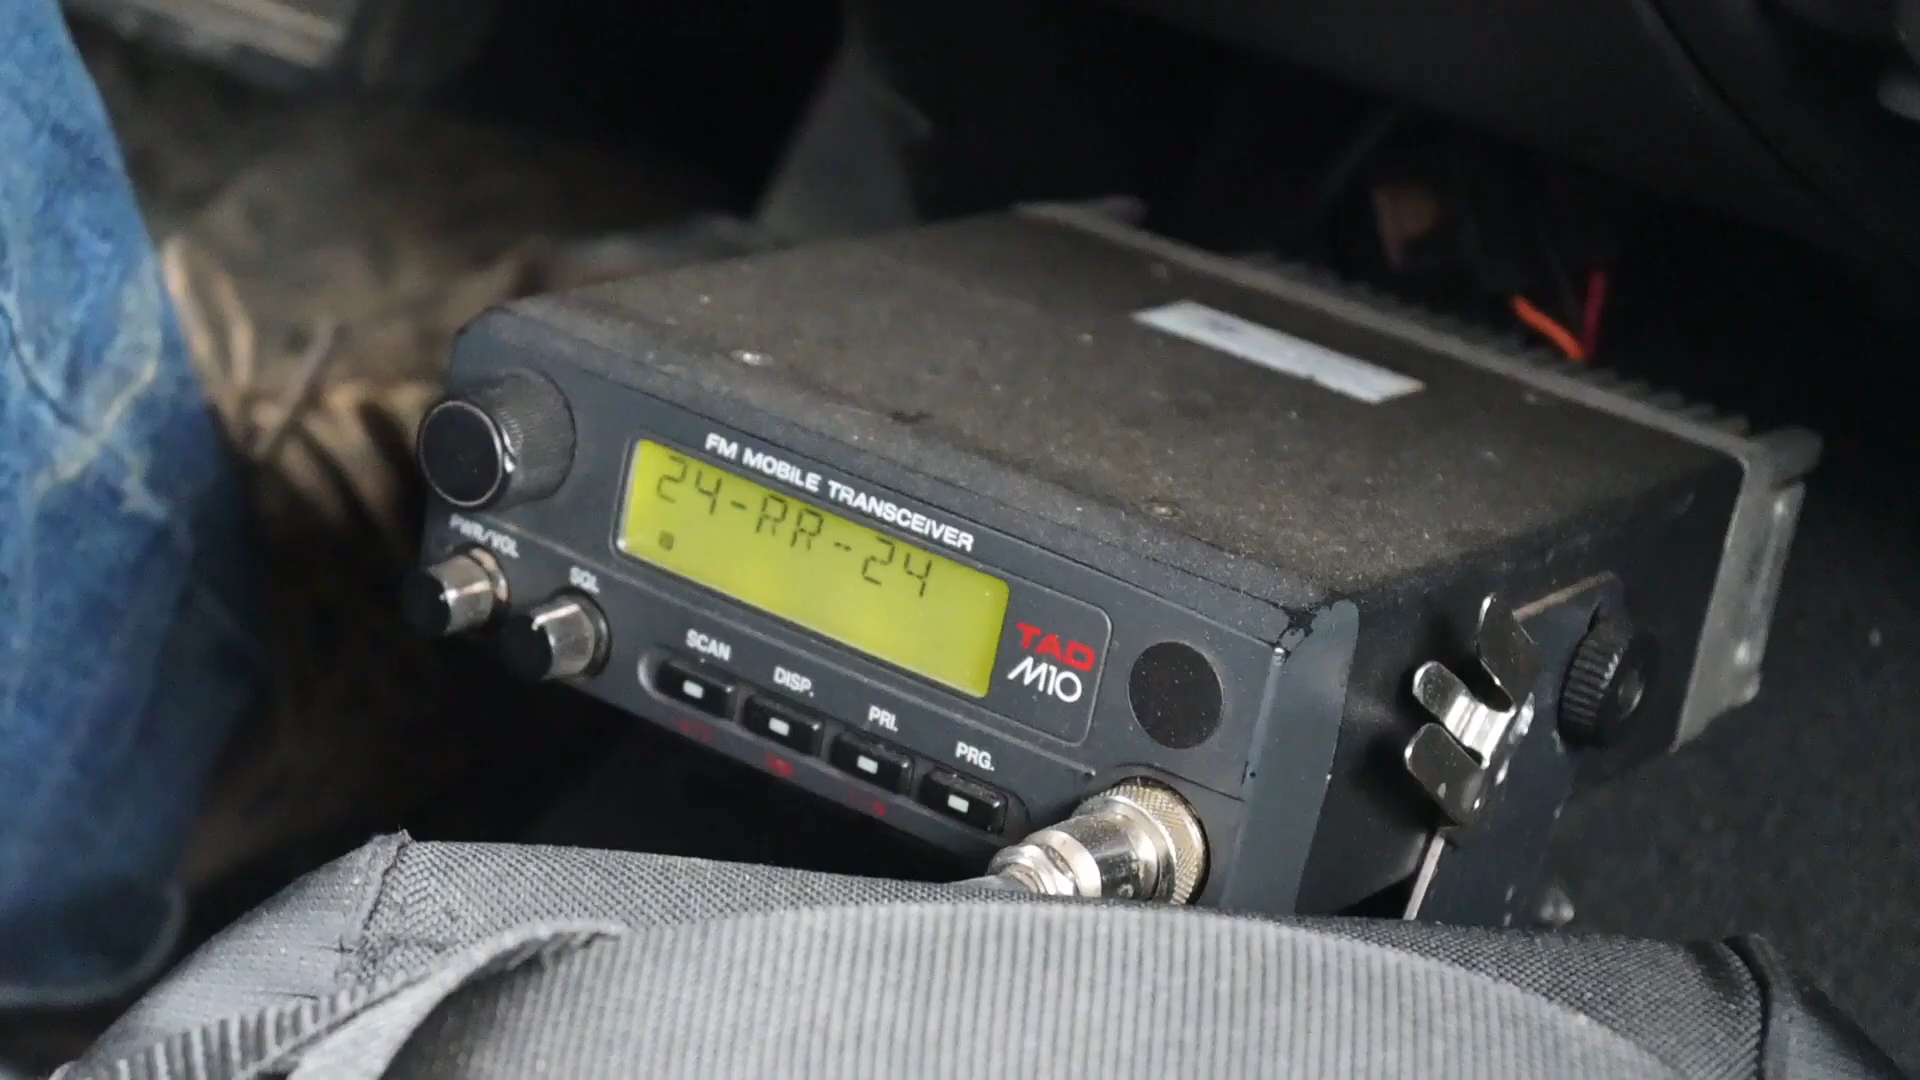 FM MOBILE TRANSCEIVER
24-RR-24
PWR/VOL
SQL
TAD
M10
SCAN
DISP.
PRI.
PRG.